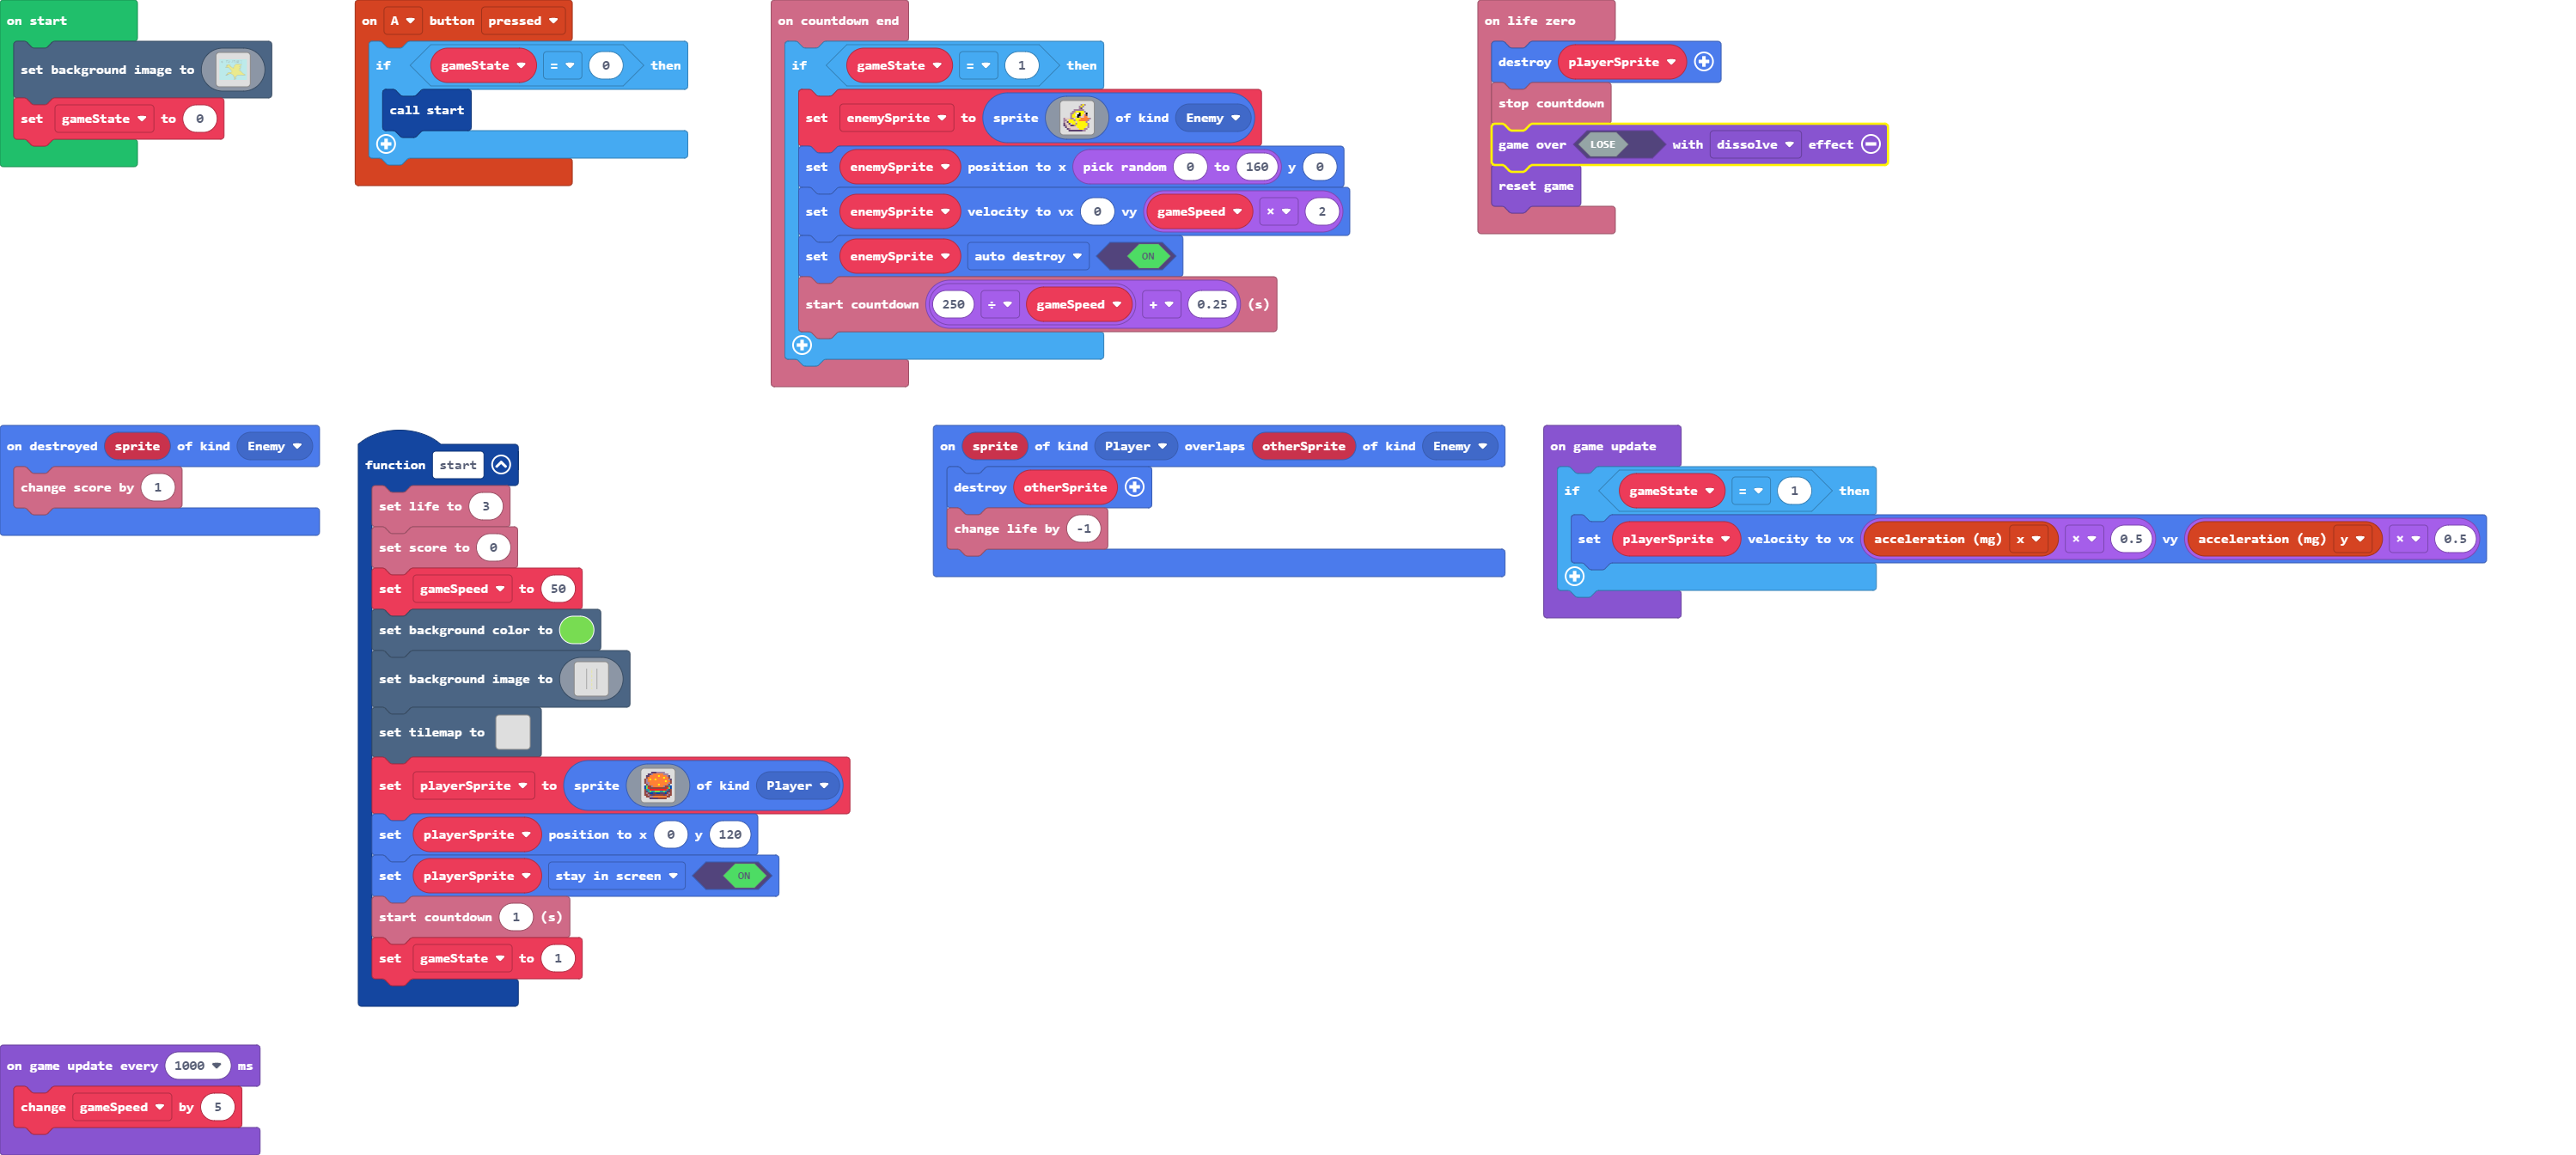 on start
set background image to
set gameState to 0
on A button pressed
if gameState = 0 then
call start
on countdown end
if gameState = 1 then
set enemySprite to sprite of kind Enemy
set enemySprite position to x pick random 0 to 160 y 0
set enemySprite velocity to vx 0 vy gameSpeed × 2
set enemySprite auto destroy ON
start countdown 250 ÷ gameSpeed + 0.25 (s)
on life zero
destroy playerSprite
stop countdown
game over LOSE with dissolve effect
reset game
on destroyed sprite of kind Enemy
change score by 1
function start
set life to 3
set score to 0
set gameSpeed to 50
set background color to
set background image to
set tilemap to
set playerSprite to sprite of kind Player
set playerSprite position to x 0 y 120
set playerSprite stay in screen ON
start countdown 1 (s)
set gameState to 1
on sprite of kind Player overlaps otherSprite of kind Enemy
destroy otherSprite
change life by -1
on game update
if gameState = 1 then
set playerSprite velocity to vx acceleration (mg) x × 0.5 vy acceleration (mg) y × 0.5
on game update every 1000 ms
change gameSpeed by 5